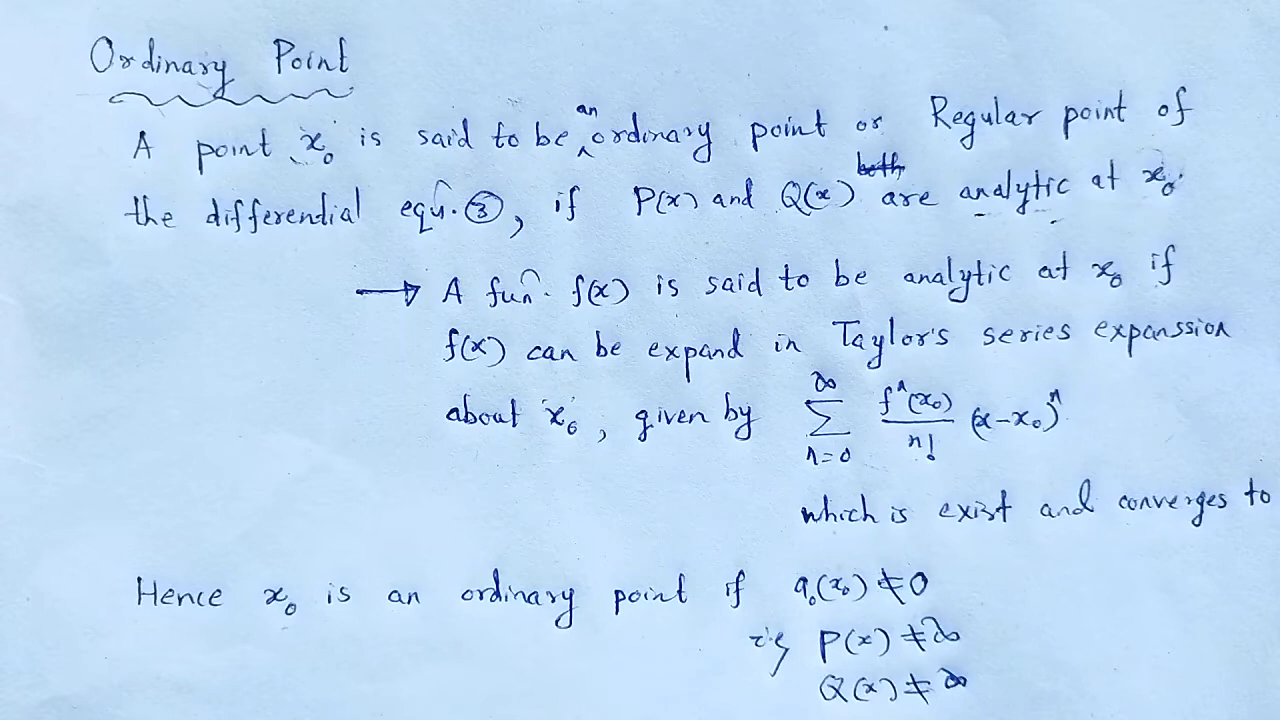 Ordinary Point
A point x₀ is said to be an ordinary point or Regular point of
the differential equn. ③, if P(x) and Q(x) are analytic at x₀.
→ A fun. f(x) is said to be analytic at x₀ if
f(x) can be expand in Taylor's series expanssion
about x₀, given by ∑_{n=0}^{∞} fⁿ(x₀)/n! (x-x₀)ⁿ
which is exist and converges to
Hence x₀ is an ordinary point if a₀(x₀) ≠ 0
P(x) ≠ ∞
Q(x) ≠ ∞